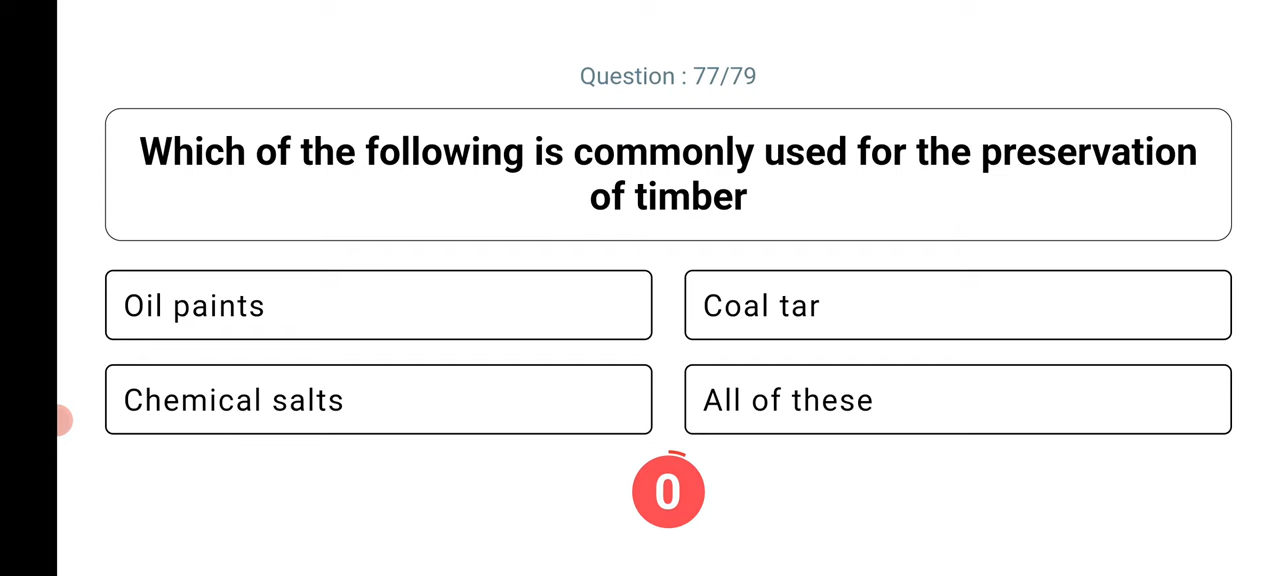 Question : 77/79
Which of the following is commonly used for the preservation
of timber
Oil paints
Coal tar
Chemical salts
All of these
0